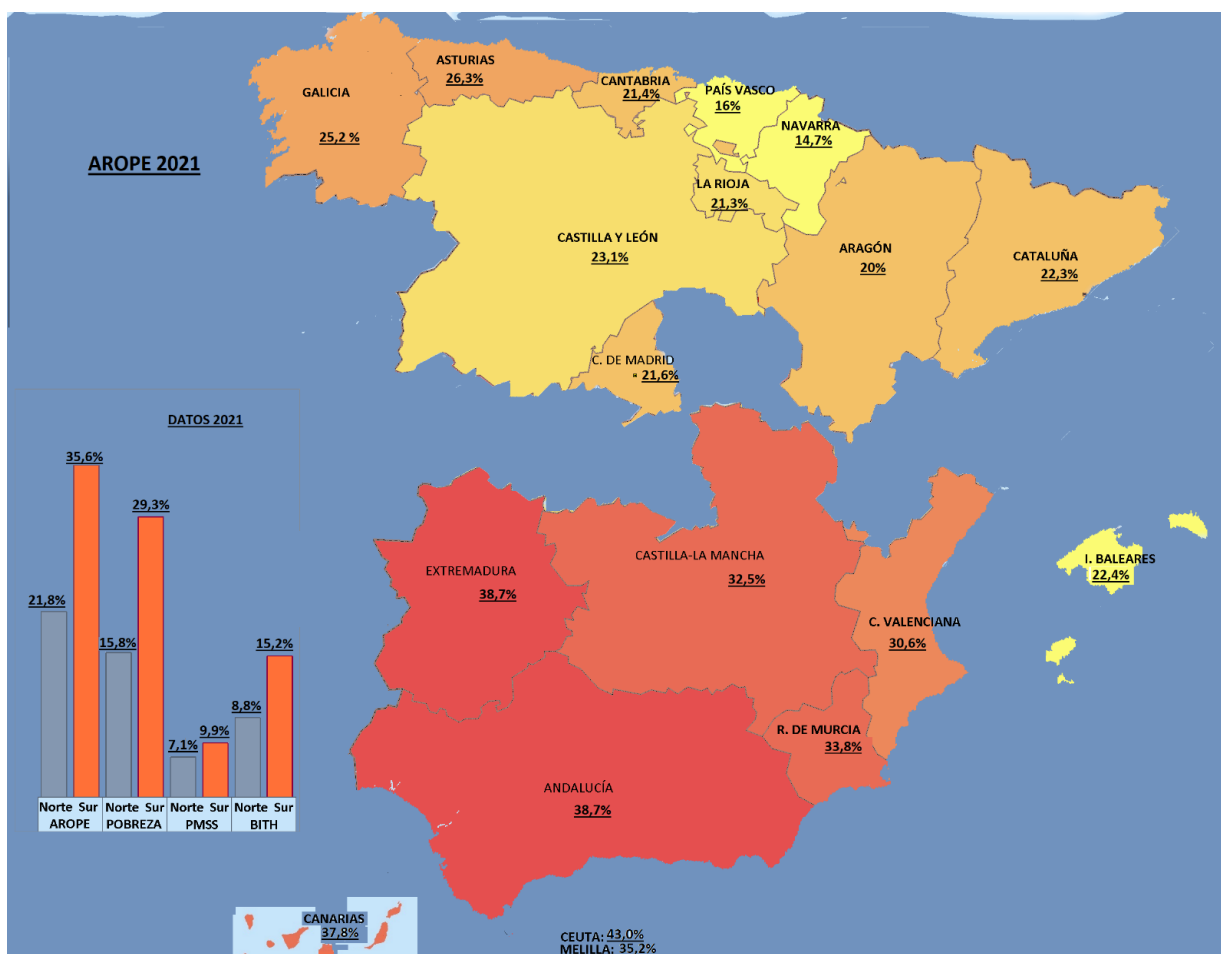 GALICIA
25,2 %
ASTURIAS
26,3%
CANTABRIA
21,4%
PAÍS VASCO
16%
NAVARRA
14,7%
AROPE 2021
LA RIOJA
21,3%
CASTILLA Y LEÓN
23,1%
ARAGÓN
20%
CATALUÑA
22,3%
C. DE MADRID
21,6%
DATOS 2021
35,6%
29,3%
21,8%
15,8%
15,2%
8,8%
7,1%
9,9%
Norte Sur Norte Sur Norte Sur Norte Sur
AROPE POBREZA PMSS BITH
EXTREMADURA
38,7%
CASTILLA-LA MANCHA
32,5%
I. BALEARES
22,4%
C. VALENCIANA
30,6%
R. DE MURCIA
33,8%
ANDALUCÍA
38,7%
CANARIAS
37,8%
CEUTA: 43,0%
MELILLA: 35,2%